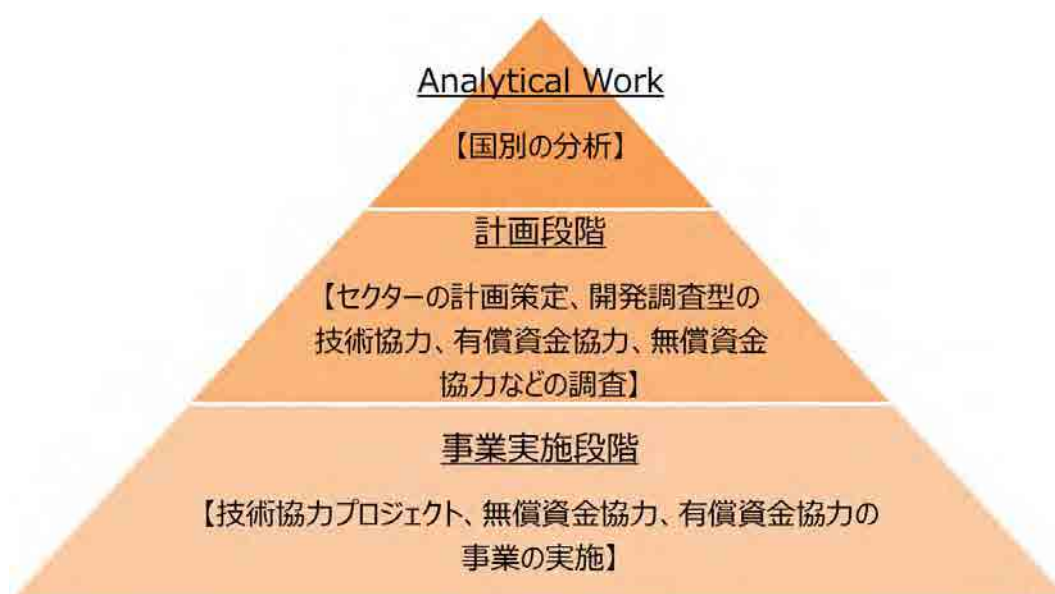 Analytical Work
【国別の分析】
計画段階
【セクターの計画策定、開発調査型の
技術協力、有償資金協力、無償資金
協力などの調査】
事業実施段階
【技術協力プロジェクト、無償資金協力、有償資金協力の
事業の実施】